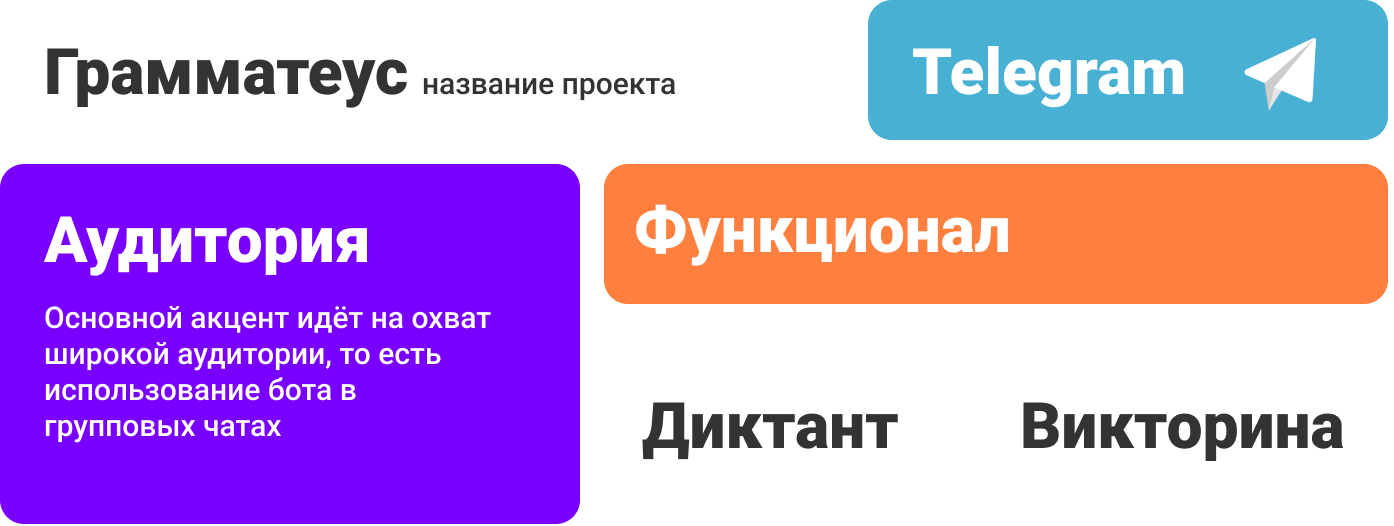 Грамматеус название проекта
Telegram
Аудитория
Основной акцент идёт на охват
широкой аудитории, то есть
использование бота в
групповых чатах
Функционал
Диктант
Викторина